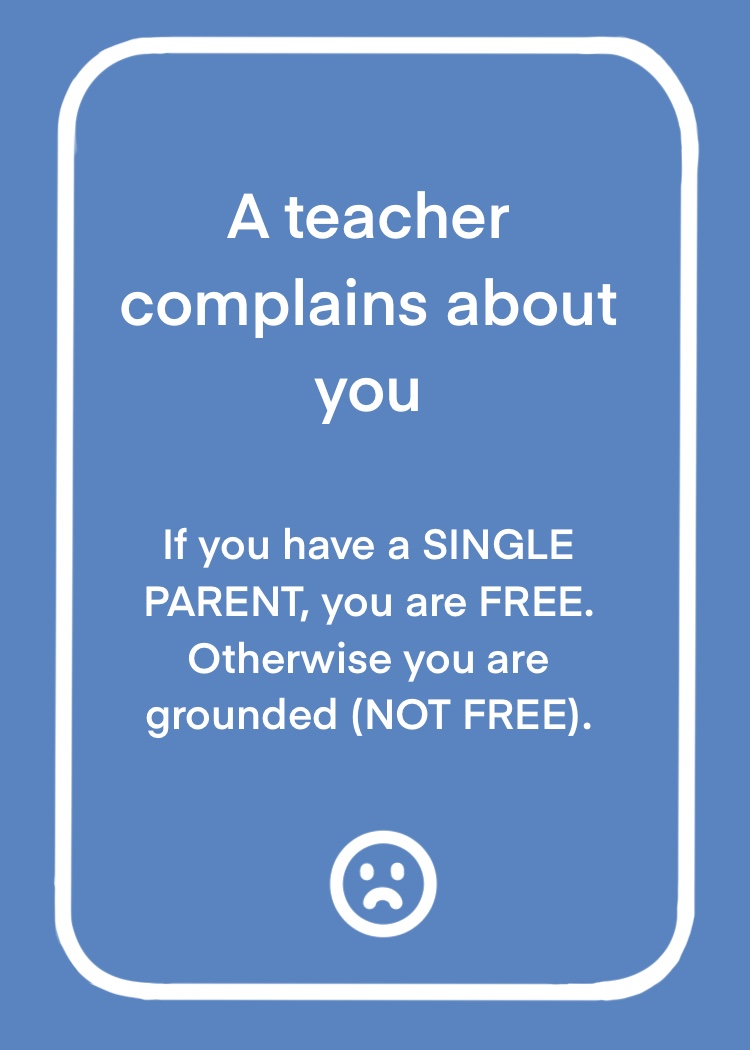 A teacher
complains about
you
If you have a SINGLE
PARENT, you are FREE.
Otherwise you are
grounded (NOT FREE).